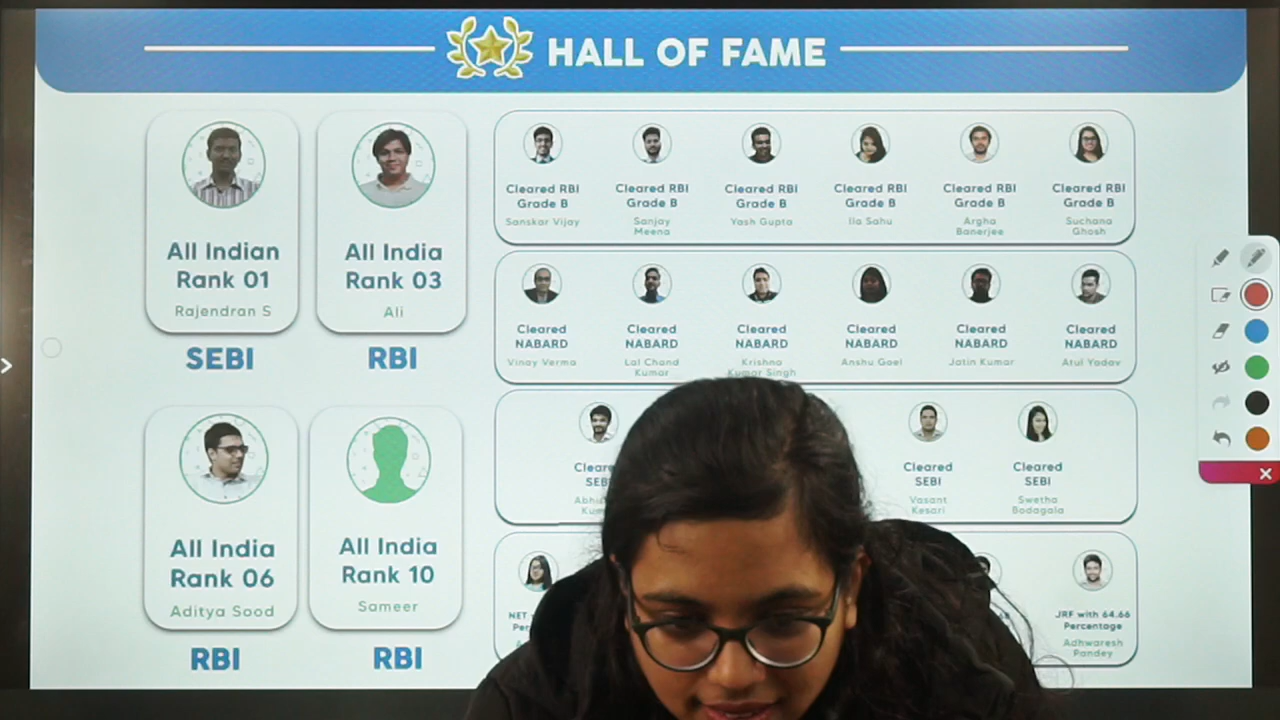 HALL OF FAME
All Indian
Rank 01
Rajendran S
SEBI
All India
Rank 03
Ali
RBI
All India
Rank 06
Aditya Sood
RBI
All India
Rank 10
Sameer
RBI
Cleared RBI
Grade B
Sanskar Vijay
Cleared RBI
Grade B
Sanjay
Meena
Cleared RBI
Grade B
Yash Gupta
Cleared RBI
Grade B
Ila Sahu
Cleared RBI
Grade B
Argha
Banerjee
Cleared RBI
Grade B
Suchana
Ghosh
Cleared
NABARD
Vinay Verma
Cleared
NABARD
Lal Chand
Kumar
Cleared
NABARD
Krishna
Kumar Singh
Cleared
NABARD
Anshu Goel
Cleared
NABARD
Jatin Kumar
Cleared
NABARD
Atul Yadav
Cleared
SEBI
Vasant
Kesari
Cleared
SEBI
Swetha
Bodagala
NET
JRF with 64.66
Percentage
Adhwaresh
Pandey